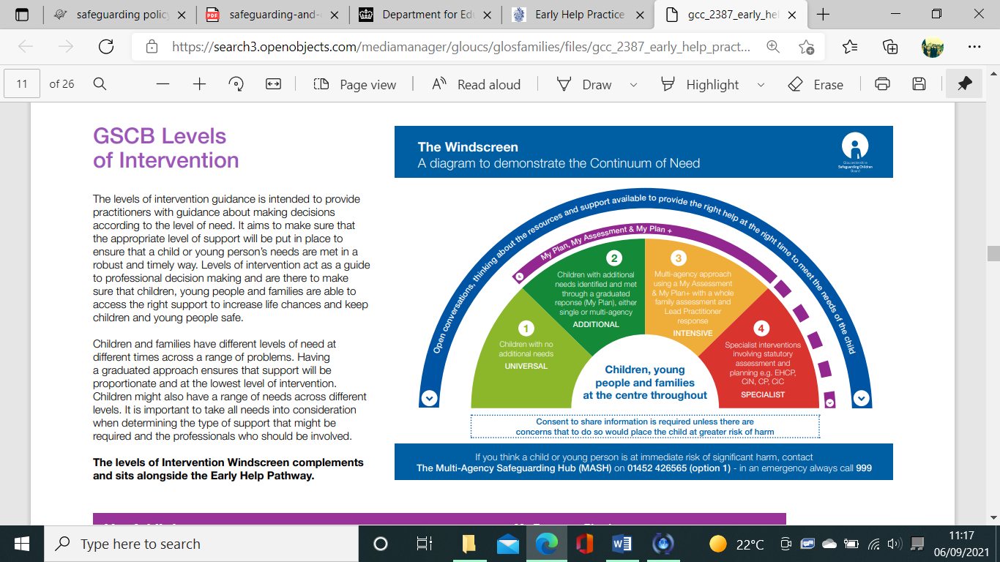 safeguarding policy
safeguarding-and-
Department for Edu
Early Help Practice
gcc_2387_early_hel
https://search3.openobjects.com/mediamanager/gloucs/glosfamilies/files/gcc_2387_early_help_pract...
11 of 26
Page view
Read aloud
Draw
Highlight
Erase
GSCB Levels
of Intervention
The levels of intervention guidance is intended to provide
practitioners with guidance about making decisions
according to the level of need. It aims to make sure that
the appropriate level of support will be put in place to
ensure that a child or young person's needs are met in a
robust and timely way. Levels of intervention act as a guide
to professional decision making and are there to make
sure that children, young people and families are able to
access the right support to increase life chances and keep
children and young people safe.
Children and families have different levels of need at
different times across a range of problems. Having
a graduated approach ensures that support will be
proportionate and at the lowest level of intervention.
Children might also have a range of needs across different
levels. It is important to take all needs into consideration
when determining the type of support that might be
required and the professionals who should be involved.
The levels of Intervention Windscreen complements
and sits alongside the Early Help Pathway.
The Windscreen
A diagram to demonstrate the Continuum of Need
Gloucestershire
Safeguarding Children
Board
Open conversations, thinking about the resources and support available to provide the right help at the right time to meet the needs of the child
My Plan, My Assessment & My Plan +
1
Children with no
additional needs
UNIVERSAL
2
Children with additional
needs identified and met
through a graduated
reponse (My Plan), either
single or multi-agency
ADDITIONAL
3
Multi-agency approach
using a My Assessment
& My Plan+ with a whole
family assessment and
Lead Practitioner
response
INTENSIVE
4
Specialist interventions
involving statutory
assessment and
planning e.g. EHCP,
CiN, CP, CiC
SPECIALIST
Children, young
people and families
at the centre throughout
Consent to share information is required unless there are
concerns that to do so would place the child at greater risk of harm
If you think a child or young person is at immediate risk of significant harm, contact
The Multi-Agency Safeguarding Hub (MASH) on 01452 426565 (option 1) - in an emergency always call 999
Type here to search
22°C
11:17
06/09/2021